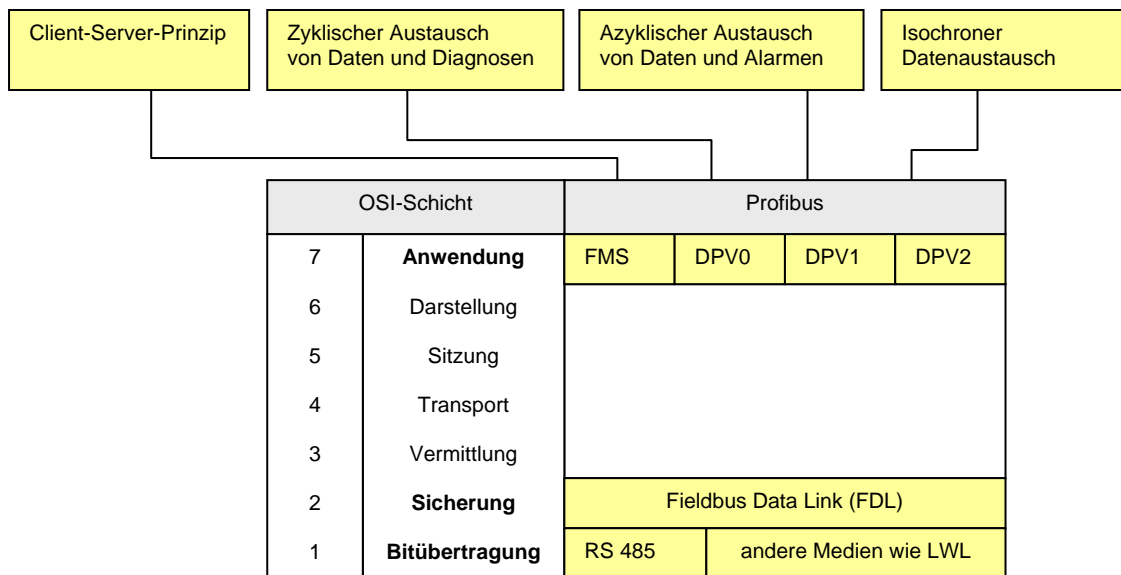 Client-Server-Prinzip
Zyklischer Austausch
von Daten und Diagnosen
Azyklischer Austausch
von Daten und Alarmen
Isochroner
Datenaustausch
OSI-Schicht
Profibus
7
Anwendung
FMS
DPV0
DPV1
DPV2
6
Darstellung
5
Sitzung
4
Transport
3
Vermittlung
2
Sicherung
Fieldbus Data Link (FDL)
1
Bitübertragung
RS 485
andere Medien wie LWL